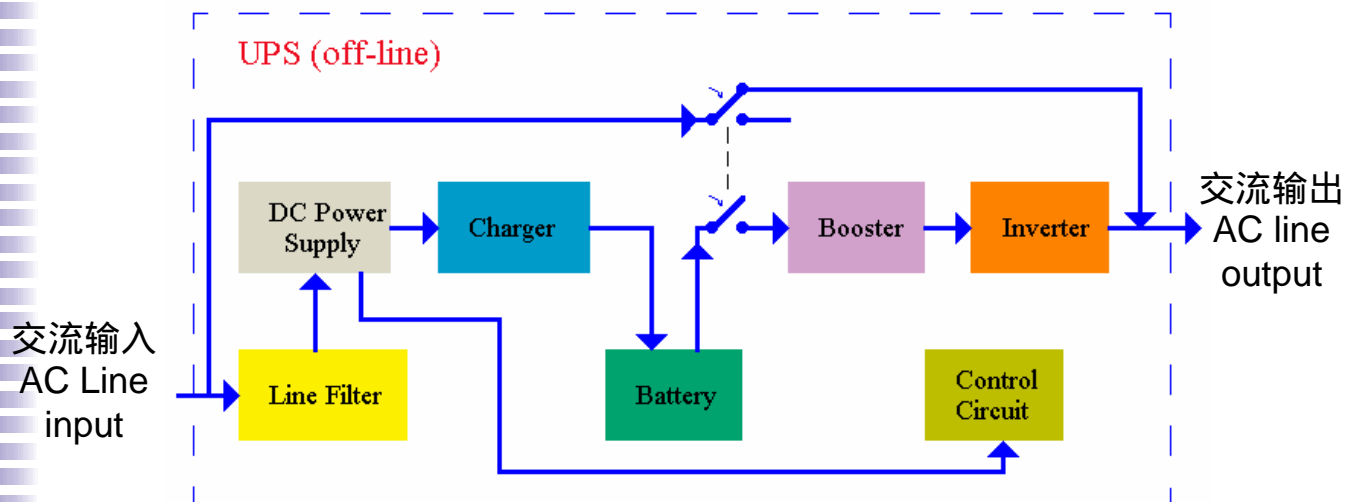 UPS (off-line)
交流输入
AC Line
input
DC Power
Supply
Charger
Booster
Inverter
Line Filter
Battery
Control
Circuit
交流输出
AC line
output